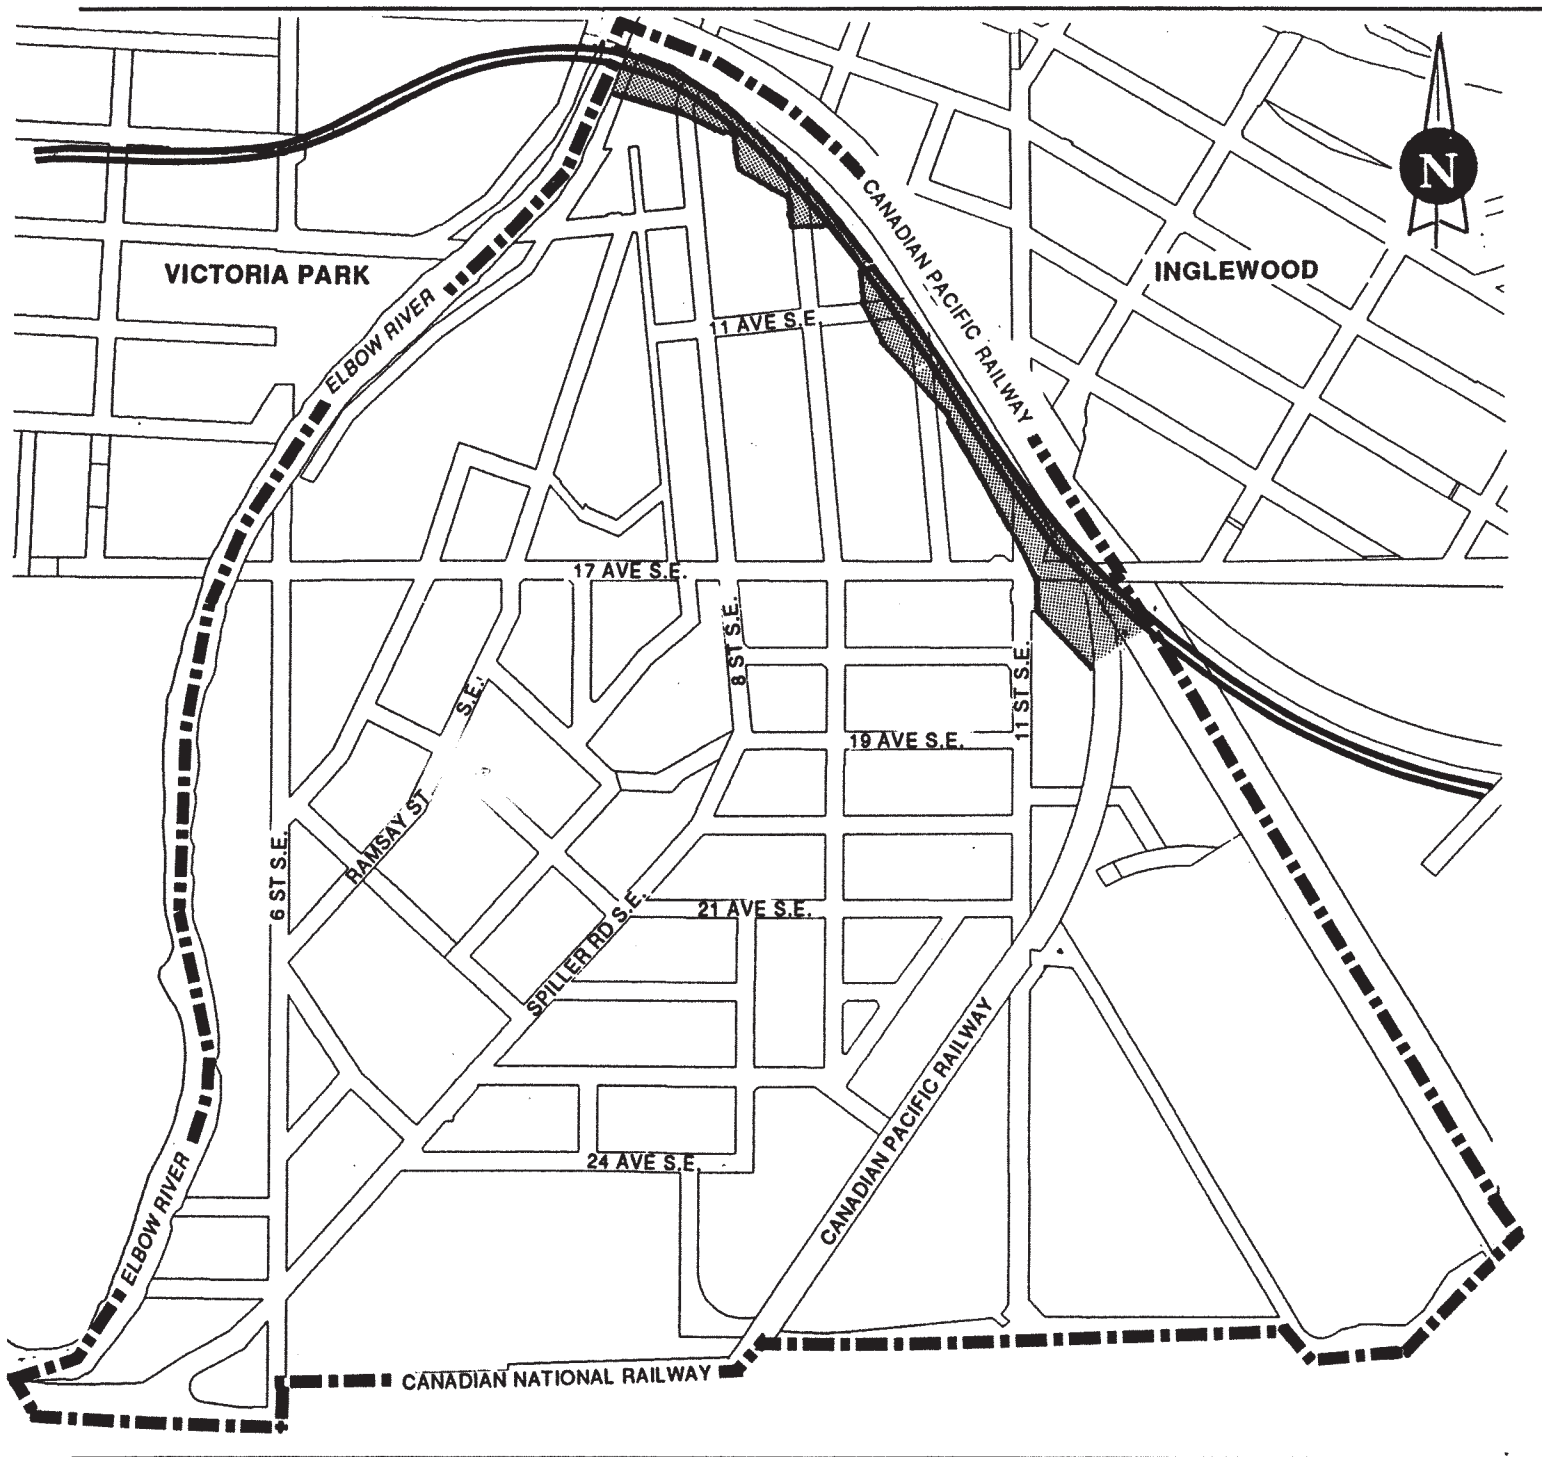 N
CANADIAN PACIFIC RAILWAY
VICTORIA PARK
INGLEWOOD
ELBOW RIVER
11 AVE S.E.
17 AVE S.E.
8 ST S.E.
S.E.
11 ST S.E.
19 AVE S.E.
RAMSAY ST
6 ST S.E.
21 AVE S.E.
SPILLER RD S.E.
CANADIAN PACIFIC RAILWAY
24 AVE S.E.
ELBOW RIVER
CANADIAN NATIONAL RAILWAY